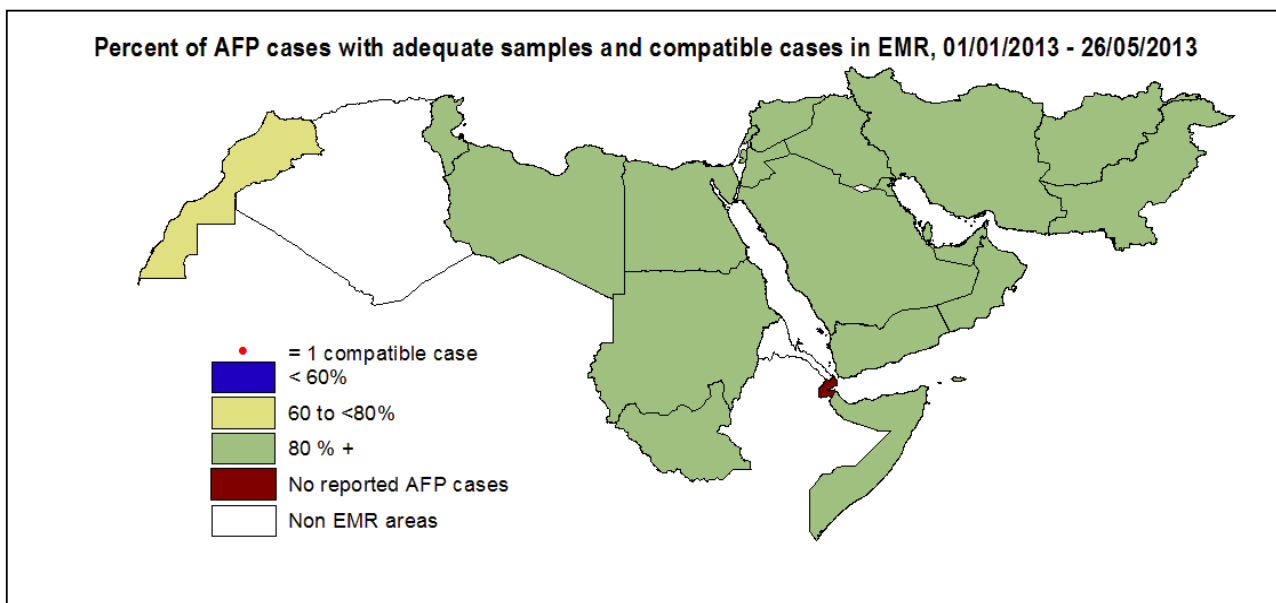 Percent of AFP cases with adequate samples and compatible cases in EMR, 01/01/2013 - 26/05/2013
= 1 compatible case
< 60%
60 to <80%
80 % +
No reported AFP cases
Non EMR areas